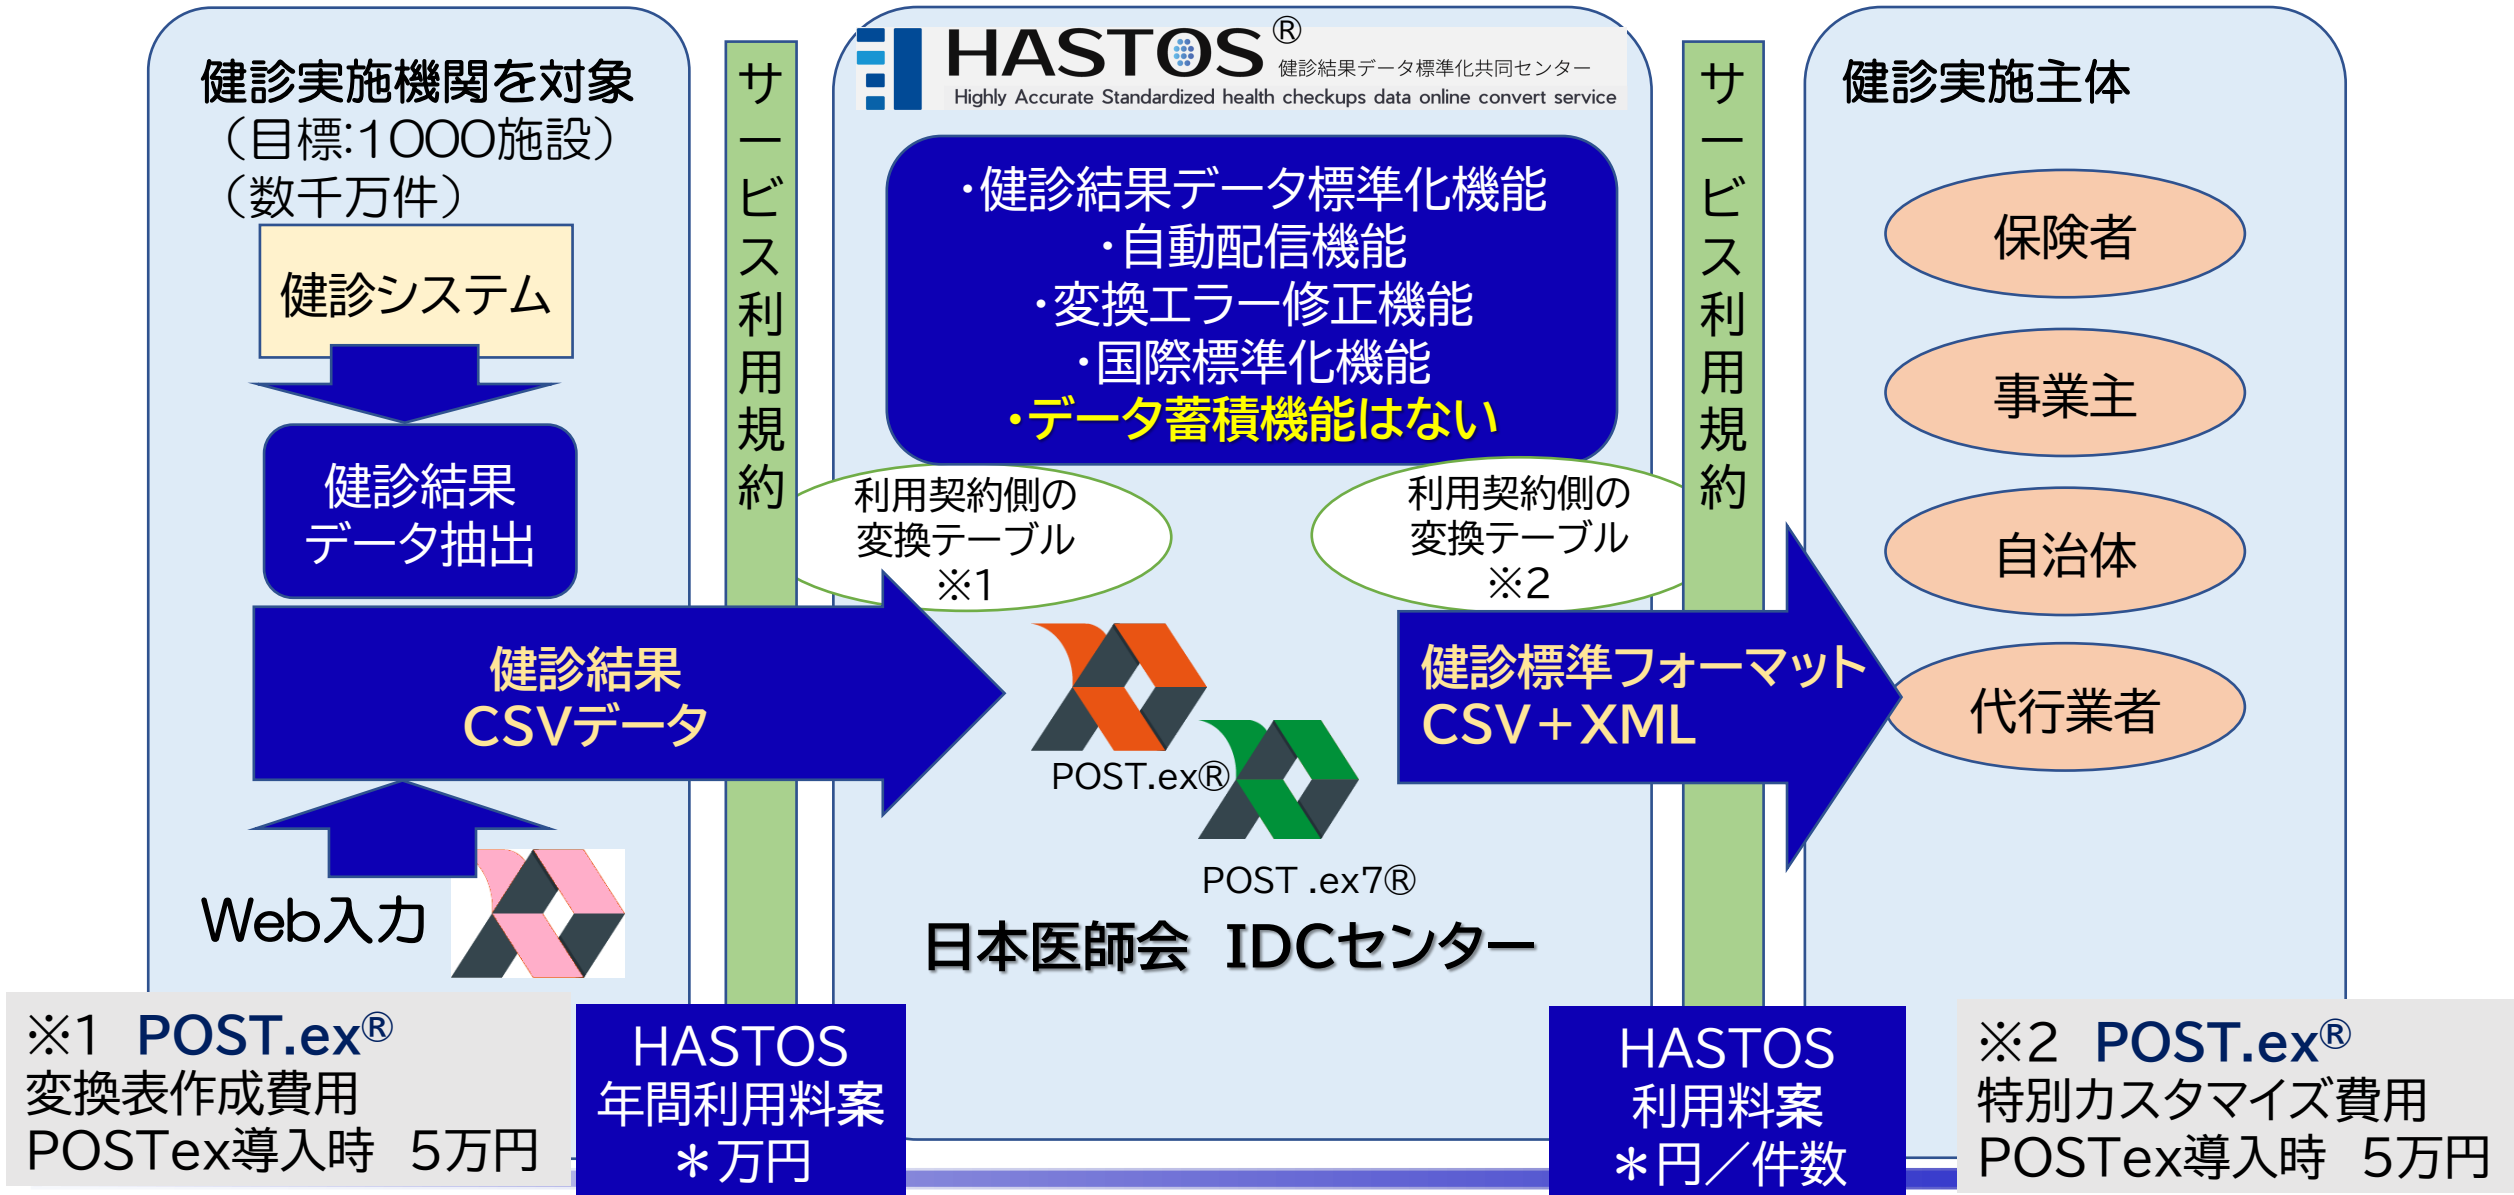 健診実施機関を対象
（目標:1000施設）
（数千万件）
健診システム
健診結果
データ抽出
健診結果
CSVデータ
Web入力
※1 POST.ex®
変換表作成費用
POSTex導入時 5万円
サービス利用規約
HASTOS
年間利用料案
＊万円
HASTOS®
健診結果データ標準化共同センター
Highly Accurate Standardized health checkups data online convert service
・健診結果データ標準化機能
・自動配信機能
・変換エラー修正機能
・国際標準化機能
・データ蓄積機能はない
利用契約側の
変換テーブル
※1
利用契約側の
変換テーブル
※2
POST.ex®
POST .ex7®
日本医師会 IDCセンター
サービス利用規約
健診標準フォーマット
CSV＋XML
HASTOS
利用料案
＊円／件数
健診実施主体
保険者
事業主
自治体
代行業者
※2 POST.ex®
特別カスタマイズ費用
POSTex導入時 5万円